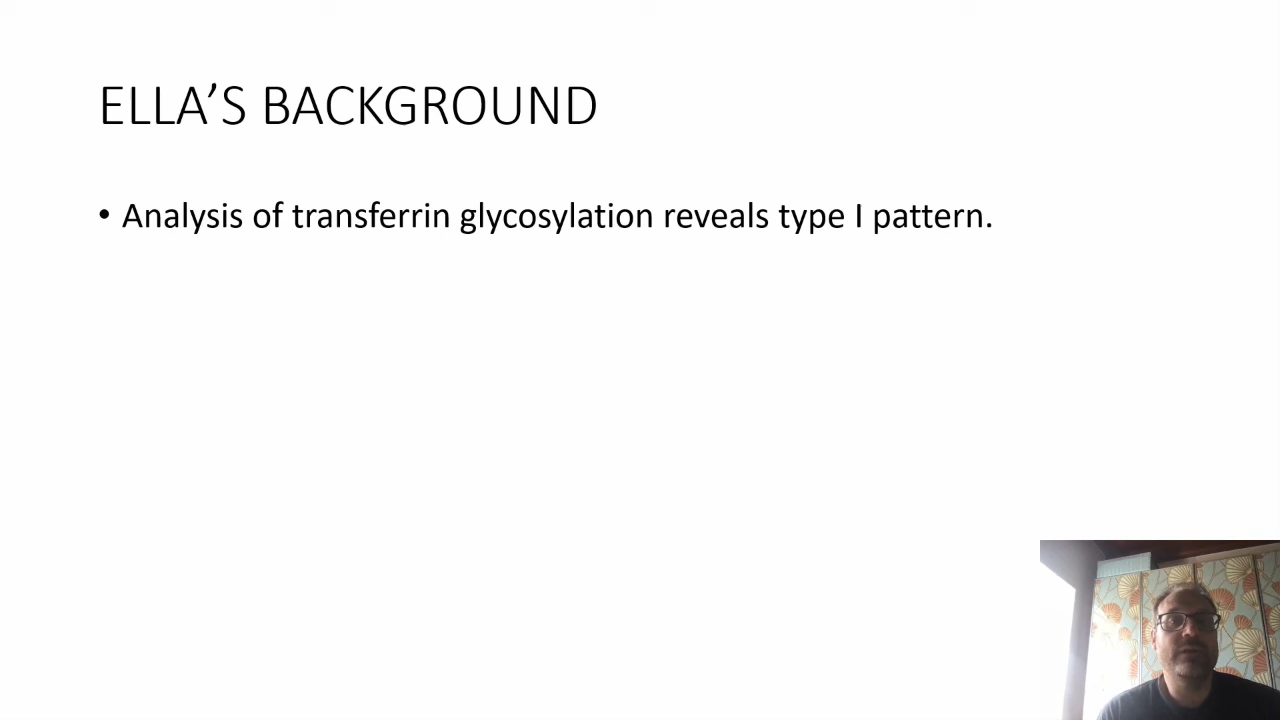 ELLA’S BACKGROUND
• Analysis of transferrin glycosylation reveals type I pattern.